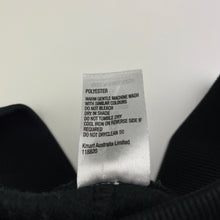 POLYESTER
WARM GENTLE MACHINE WASH
WITH SIMILAR COLOURS
DO NOT BLEACH
DRY IN SHADE
DO NOT TUMBLE DRY
COOL IRON ON REVERSE SIDE IF
REQUIRED
DO NOT DRYCLEAN
Kmart Australia Limited